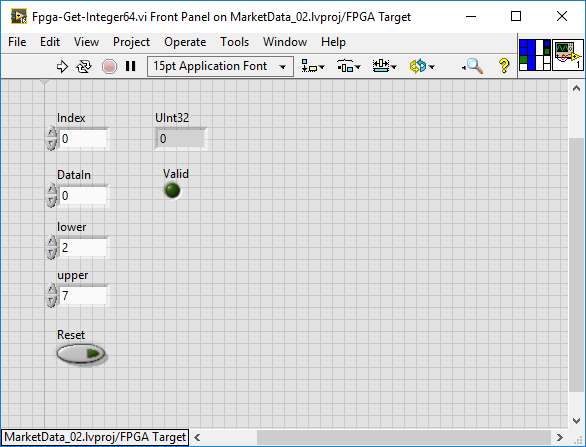 Fpga-Get-Integer64.vi Front Panel on MarketData_02.lvproj/FPGA Target
File Edit View Project Operate Tools Window Help
15pt Application Font
1
Index UInt32
0 0
DataIn Valid
0
lower
2
upper
7
Reset
MarketData_02.lvproj/FPGA Target